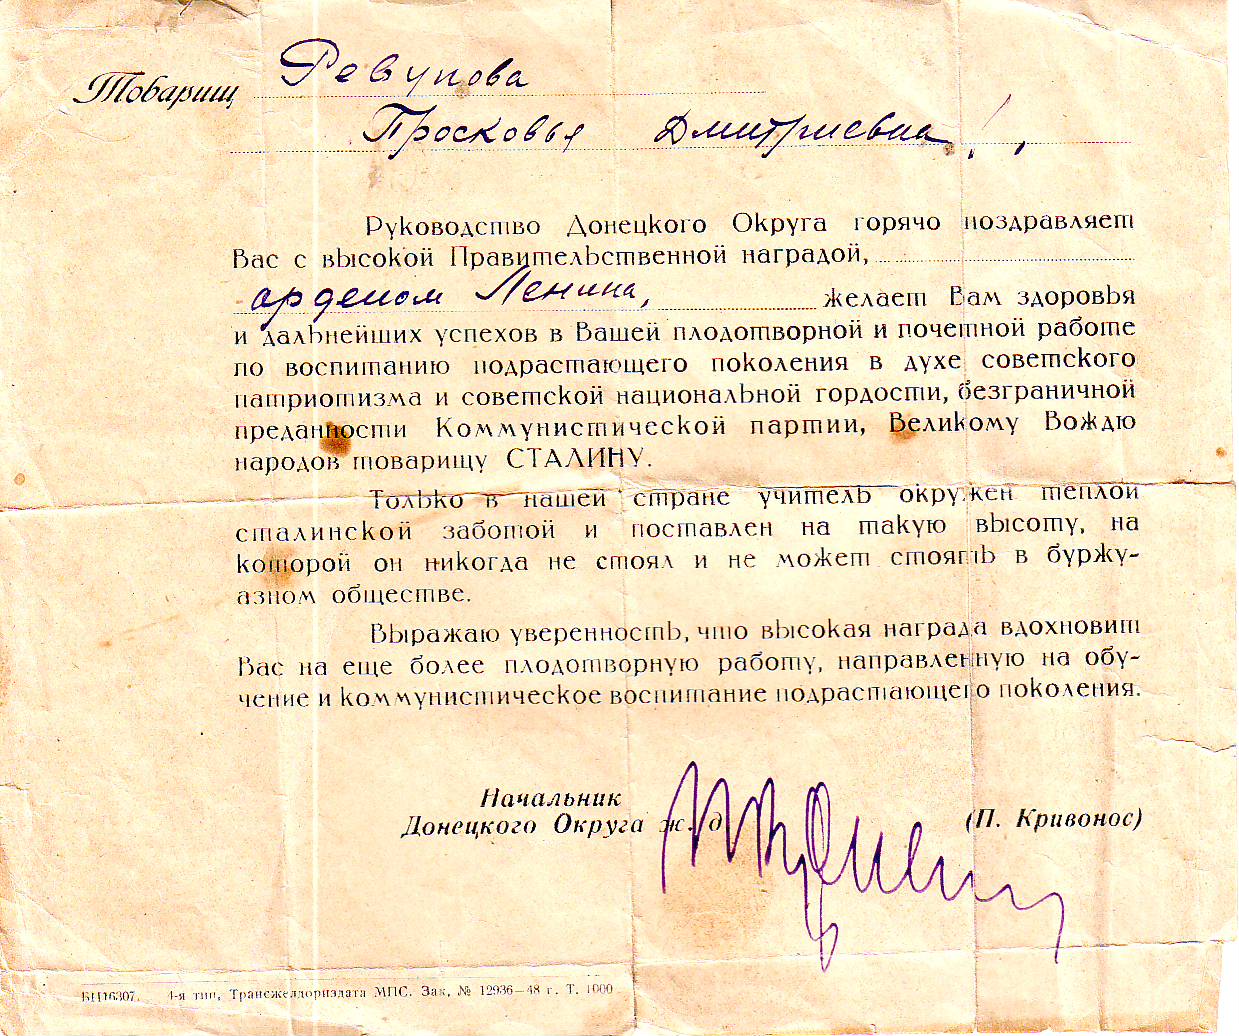 Товарищ Ревупова
Просковья Дмитриевна!,
Руководство Донецкого Округа горячо поздравляет
Вас с высокой Правительственной наградой,
орденом Ленина, желает Вам здоровья
и дальнейших успехов в Вашей плодотворной и почетной работе
по воспитанию подрастающего поколения в духе советского
патриотизма и советской национальной гордости, безграничной
преданности Коммунистической партии, Великому Вождю
народов товарищу СТАЛИНУ.
Только в нашей стране учитель окружен теплой
сталинской заботой и поставлен на такую высоту, на
которой он никогда не стоял и не может стоять в буржу-
азном обществе.
Выражаю уверенность, что высокая награда вдохновит
Вас на еще более плодотворную работу, направленную на обу-
чение и коммунистическое воспитание подрастающего поколения.
Начальник
Донецкого Округа ж. д. (П. Кривонос)
БП16307. 4-я тип, Трансжелдориздата МПС. Зак, № 12936—48 г. Т. 1000